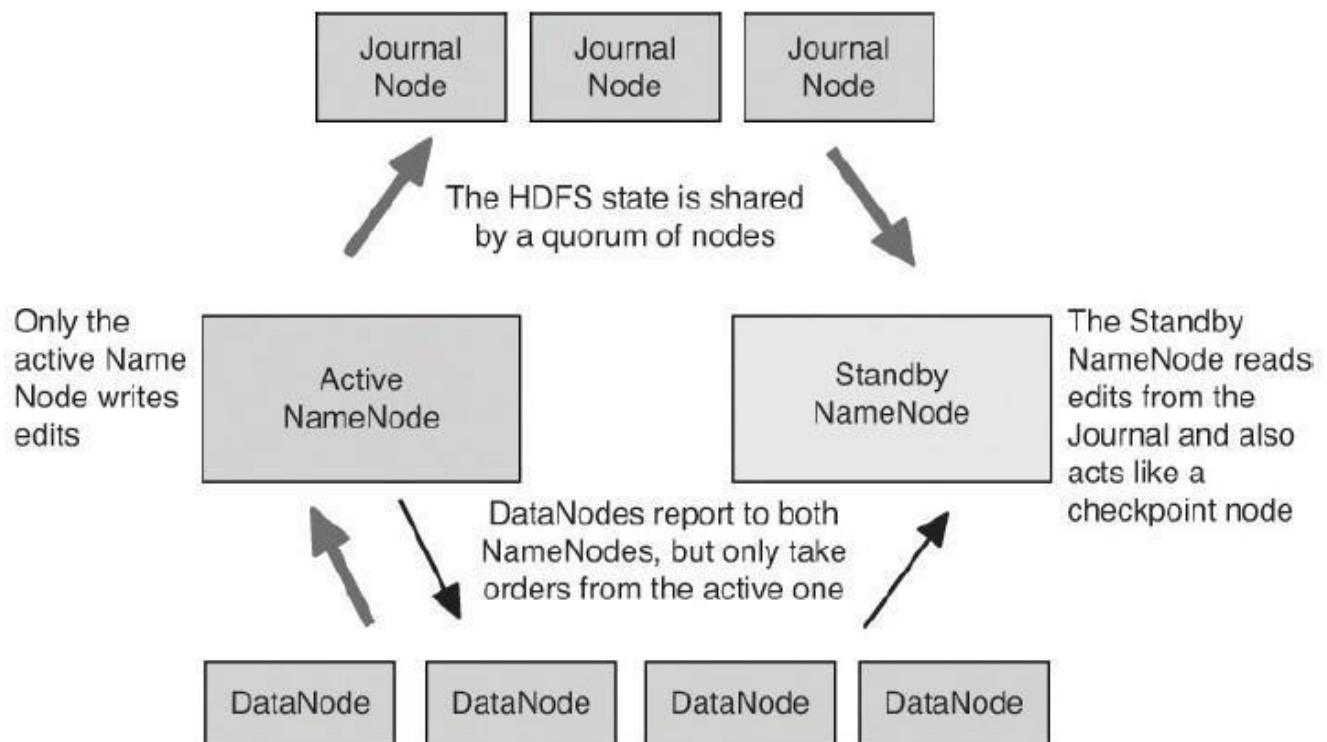 Journal
Node
Journal
Node
Journal
Node
The HDFS state is shared
by a quorum of nodes
Only the
active Name
Node writes
edits
Active
NameNode
Standby
NameNode
The Standby
NameNode reads
edits from the
Journal and also
acts like a
checkpoint node
DataNodes report to both
NameNodes, but only take
orders from the active one
DataNode
DataNode
DataNode
DataNode